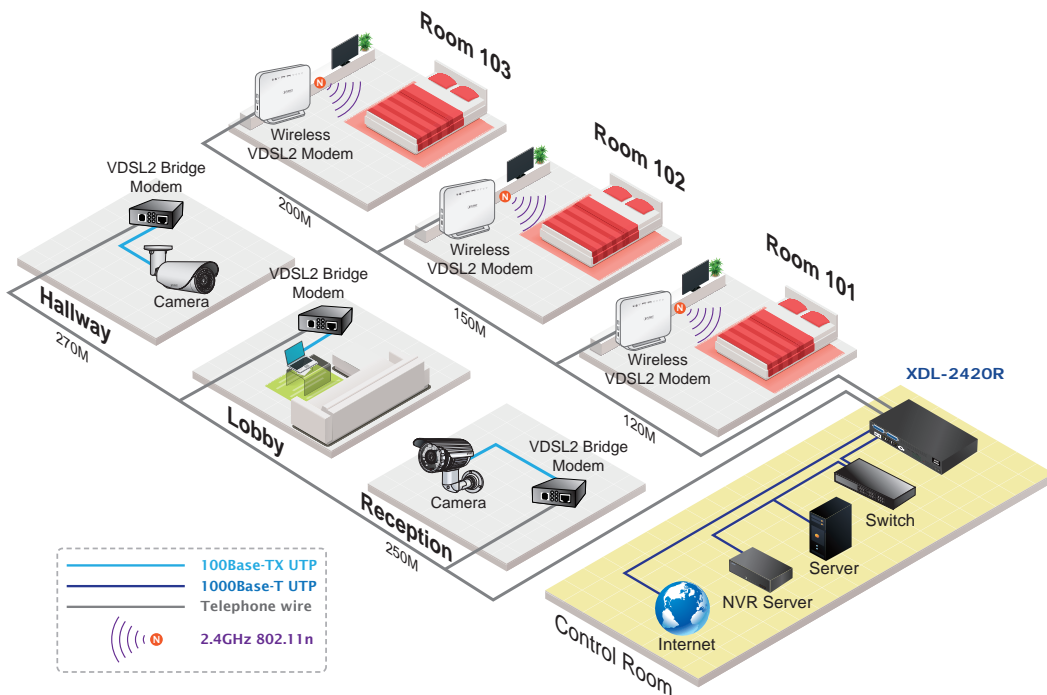 Room 103
Wireless
VDSL2 Modem
200M
VDSL2 Bridge
Modem
Camera
Hallway
270M
Room 102
Wireless
VDSL2 Modem
150M
VDSL2 Bridge
Modem
Lobby
Room 101
Wireless
VDSL2 Modem
120M
XDL-2420R
VDSL2 Bridge
Modem
Camera
Reception
250M
Switch
Server
NVR Server
Internet
Control Room
100Base-TX UTP
1000Base-T UTP
Telephone wire
N
2.4GHz 802.11n
N
N
N